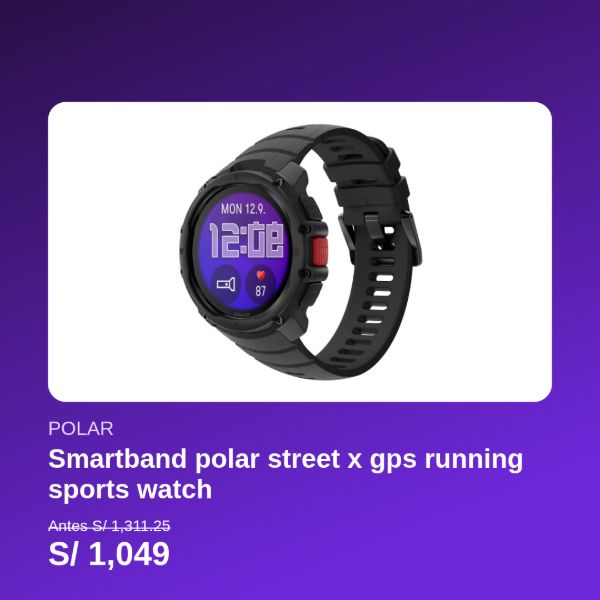 MON 12.9.
12:08
87
POLAR
POLAR
Smartband polar street x gps running
sports watch
Antes S/ 1,311.25
S/ 1,049